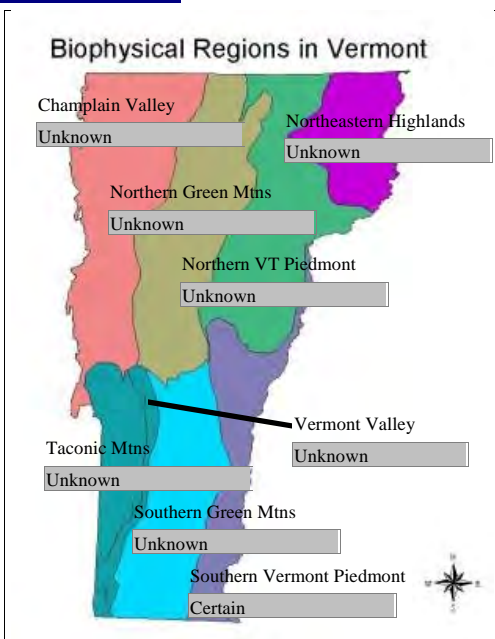 Biophysical Regions in Vermont
Champlain Valley
Unknown
Northeastern Highlands
Unknown
Northern Green Mtns
Unknown
Northern VT Piedmont
Unknown
Vermont Valley
Unknown
Taconic Mtns
Unknown
Southern Green Mtns
Unknown
Southern Vermont Piedmont
Certain